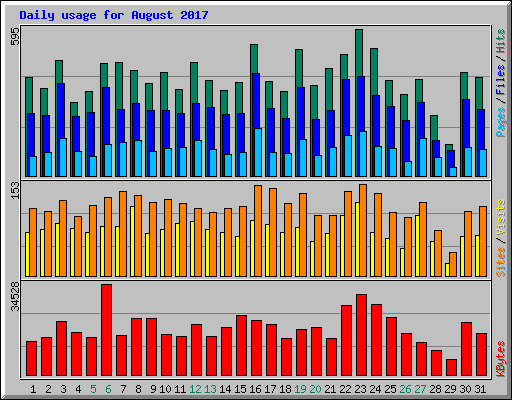 Daily usage for August 2017
595
Pages / Files / Hits
153
Sites / Visits
34528
KBytes
1 2 3 4 5 6 7 8 9 10 11 12 13 14 15 16 17 18 19 20 21 22 23 24 25 26 27 28 29 30 31